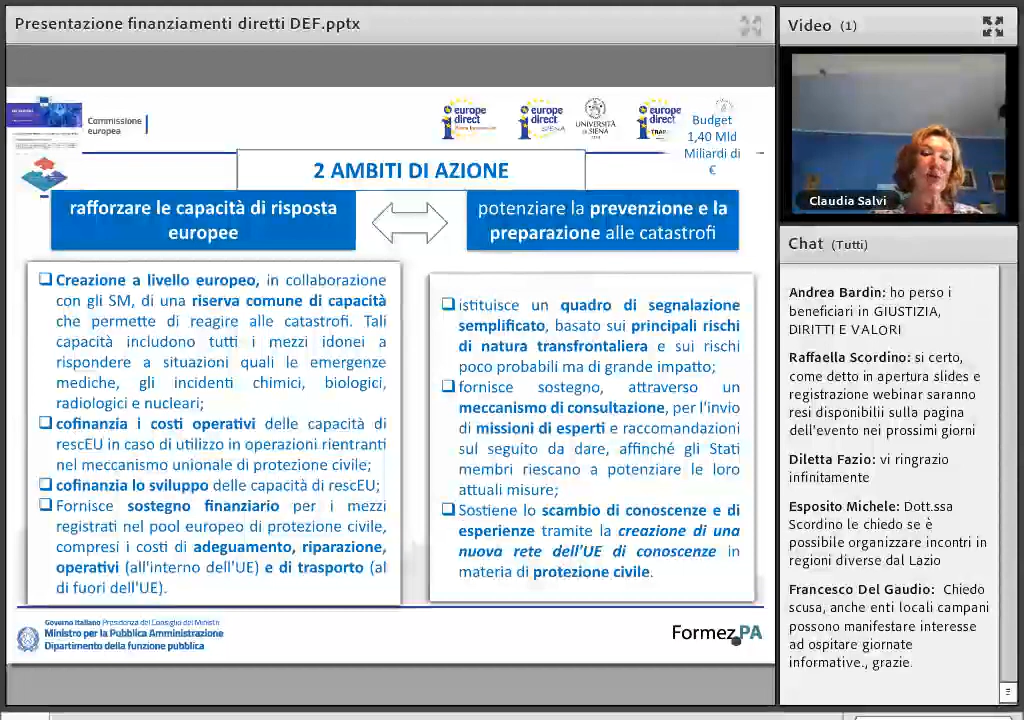 Presentazione finanziamenti diretti DEF.pptx
Commissione
europea
europe
direct
Roma Innovazione
europe
direct
SIENA
UNIVERSITÀ
DI SIENA
europe
direct
Budget
1,40 Mld
Miliardi di
€
2 AMBITI DI AZIONE
rafforzare le capacità di risposta
europee
potenziare la prevenzione e la
preparazione alle catastrofi
❑ Creazione a livello europeo, in collaborazione
con gli SM, di una riserva comune di capacità
che permette di reagire alle catastrofi. Tali
capacità includono tutti i mezzi idonei a
rispondere a situazioni quali le emergenze
mediche, gli incidenti chimici, biologici,
radiologici e nucleari;
❑ cofinanzia i costi operativi delle capacità di
rescEU in caso di utilizzo in operazioni rientranti
nel meccanismo unionale di protezione civile;
❑ cofinanzia lo sviluppo delle capacità di rescEU;
❑ Fornisce sostegno finanziario per i mezzi
registrati nel pool europeo di protezione civile,
compresi i costi di adeguamento, riparazione,
operativi (all'interno dell'UE) e di trasporto (al
di fuori dell'UE).
❑ istituisce un quadro di segnalazione
semplificato, basato sui principali rischi
di natura transfrontaliera e sui rischi
poco probabili ma di grande impatto;
❑ fornisce sostegno, attraverso un
meccanismo di consultazione, per l'invio
di missioni di esperti e raccomandazioni
sul seguito da dare, affinché gli Stati
membri riescano a potenziare le loro
attuali misure;
❑ Sostiene lo scambio di conoscenze e di
esperienze tramite la creazione di una
nuova rete dell'UE di conoscenze in
materia di protezione civile.
Governo Italiano Presidenza del Consiglio dei Ministri
Ministro per la Pubblica Amministrazione
Dipartimento della funzione pubblica
Formez PA
Video (1)
Claudia Salvi
Chat (Tutti)
Andrea Bardin: ho perso i
beneficiari in GIUSTIZIA,
DIRITTI E VALORI
Raffaella Scordino: si certo,
come detto in apertura slides e
registrazione webinar saranno
resi disponibilii sulla pagina
dell'evento nei prossimi giorni
Diletta Fazio: vi ringrazio
infinitamente
Esposito Michele: Dott.ssa
Scordino le chiedo se è
possibile organizzare incontri in
regioni diverse dal Lazio
Francesco Del Gaudio: Chiedo
scusa, anche enti locali campani
possono manifestare interesse
ad ospitare giornate
informative., grazie.